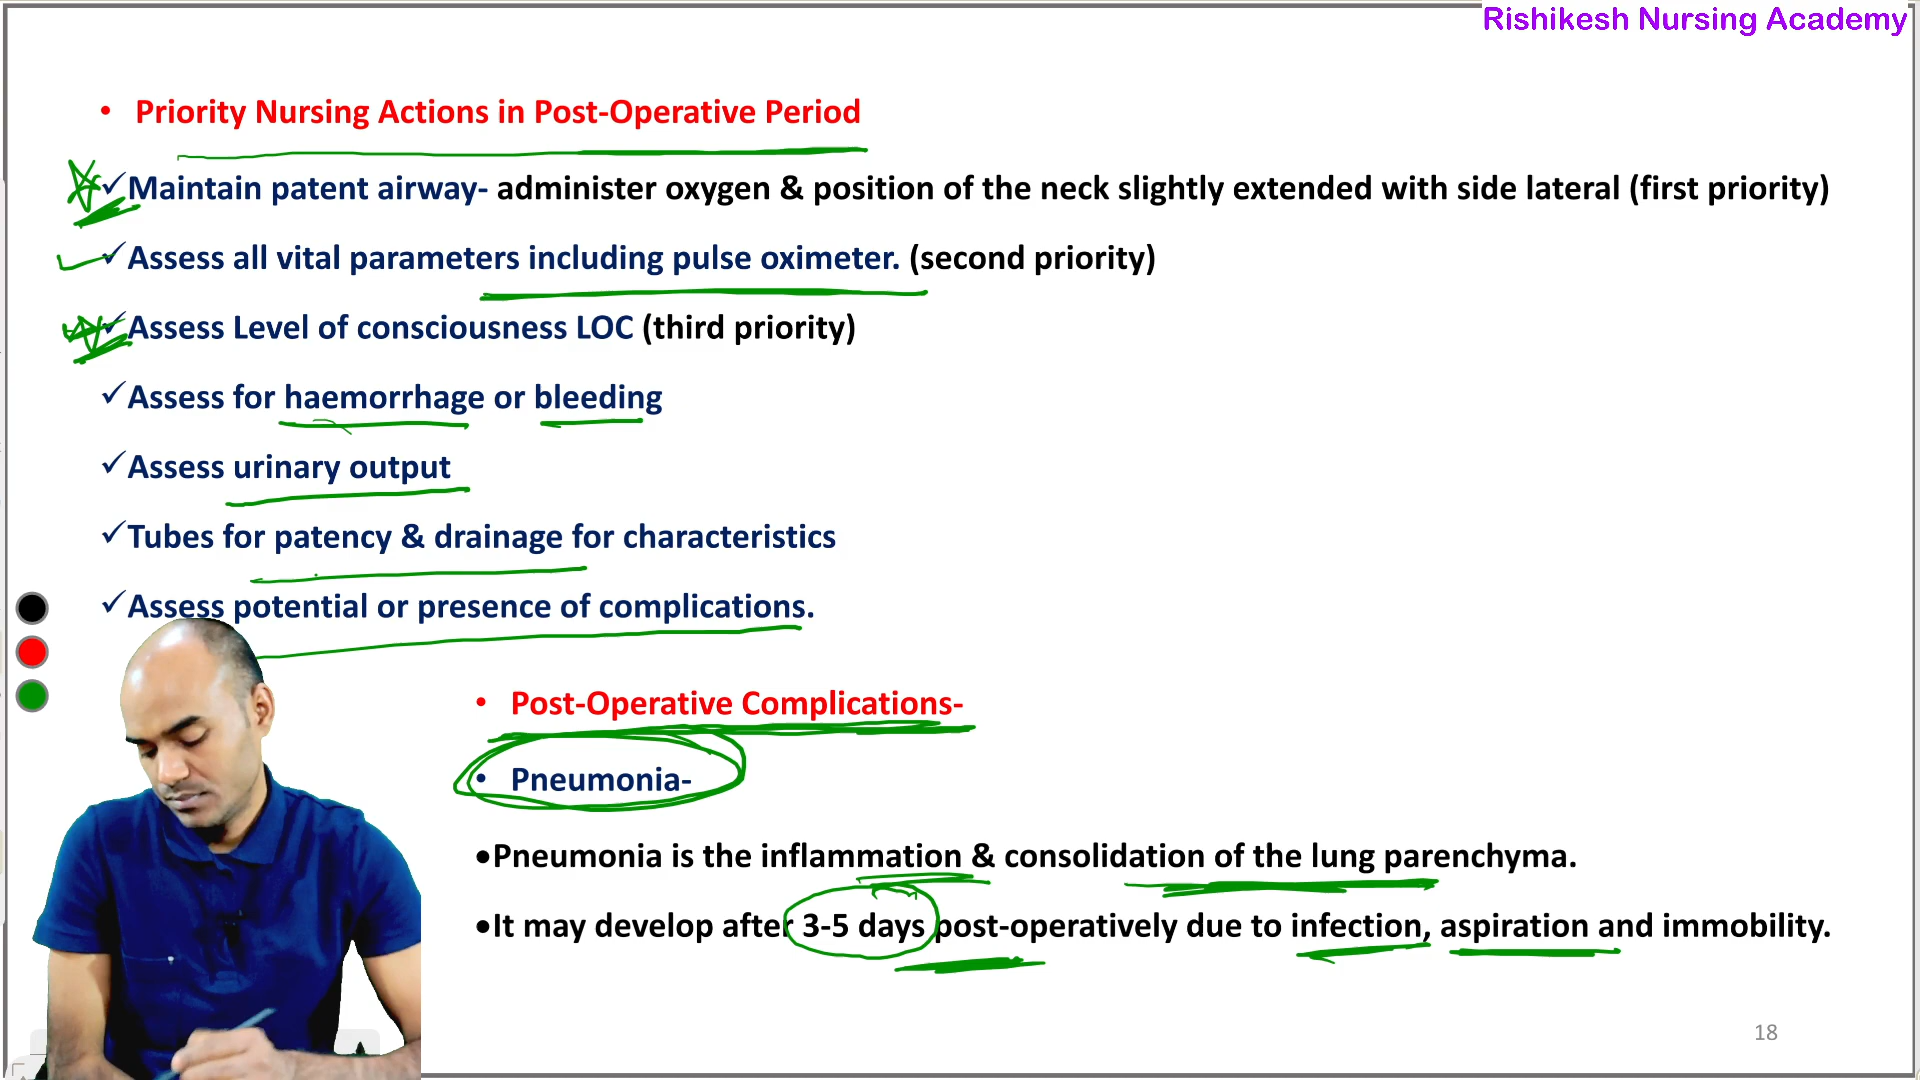 Rishikesh Nursing Academy
• Priority Nursing Actions in Post-Operative Period
✓Maintain patent airway- administer oxygen & position of the neck slightly extended with side lateral (first priority)
✓Assess all vital parameters including pulse oximeter. (second priority)
✓Assess Level of consciousness LOC (third priority)
✓Assess for haemorrhage or bleeding
✓Assess urinary output
✓Tubes for patency & drainage for characteristics
✓Assess potential or presence of complications.
• Post-Operative Complications-
• Pneumonia-
•Pneumonia is the inflammation & consolidation of the lung parenchyma.
•It may develop after 3-5 days post-operatively due to infection, aspiration and immobility.
18